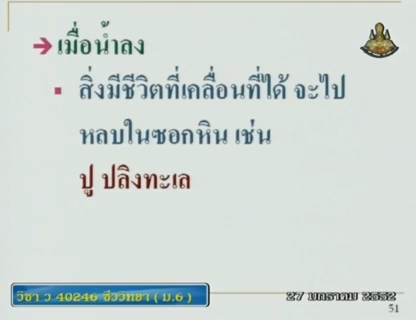 เมื่อน้ำลง
สิ่งมีชีวิตที่เคลื่อนที่ได้ จะไป
หลบในซอกหิน เช่น
ปู ปลิงทะเล
วิชา ว 40246 ชีววิทยา ( ม.6 )
27 มกราคม 2552
51